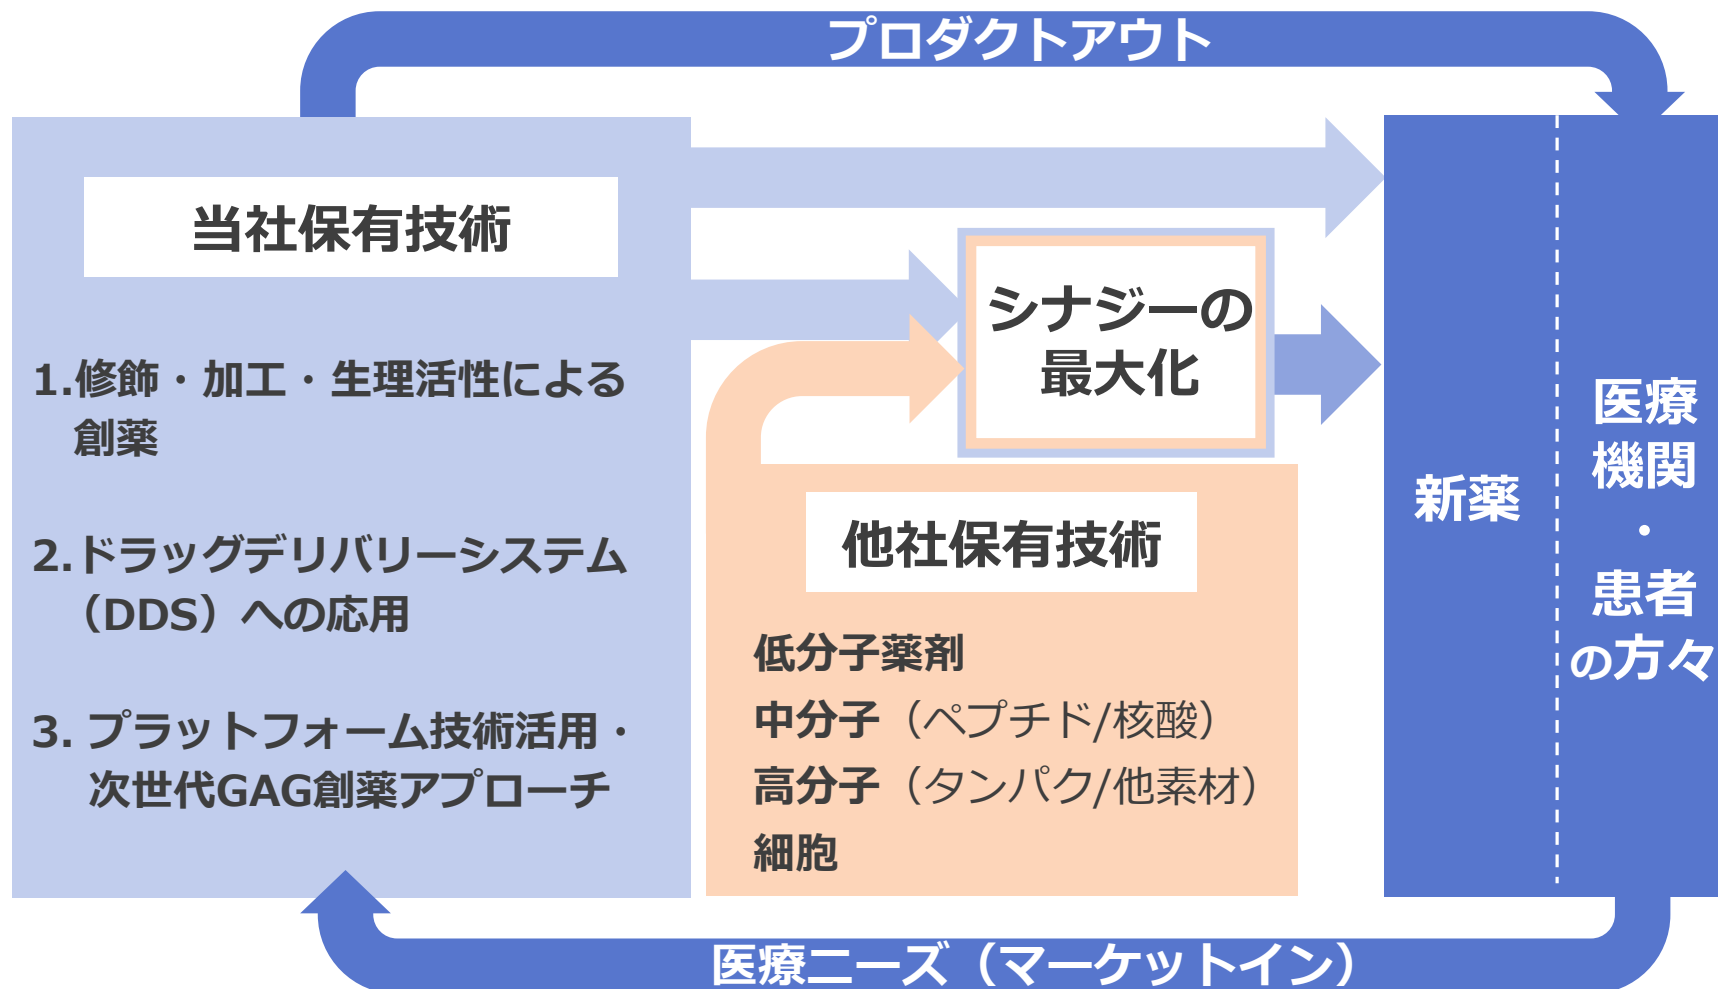 プロダクトアウト
当社保有技術
1.修飾・加工・生理活性による
創薬
2.ドラッグデリバリーシステム
（DDS）への応用
3. プラットフォーム技術活用・
次世代GAG創薬アプローチ
シナジーの
最大化
他社保有技術
低分子薬剤
中分子（ペプチド/核酸）
高分子（タンパク/他素材）
細胞
新薬
医療
機関
・
患者
の方々
医療ニーズ（マーケットイン）